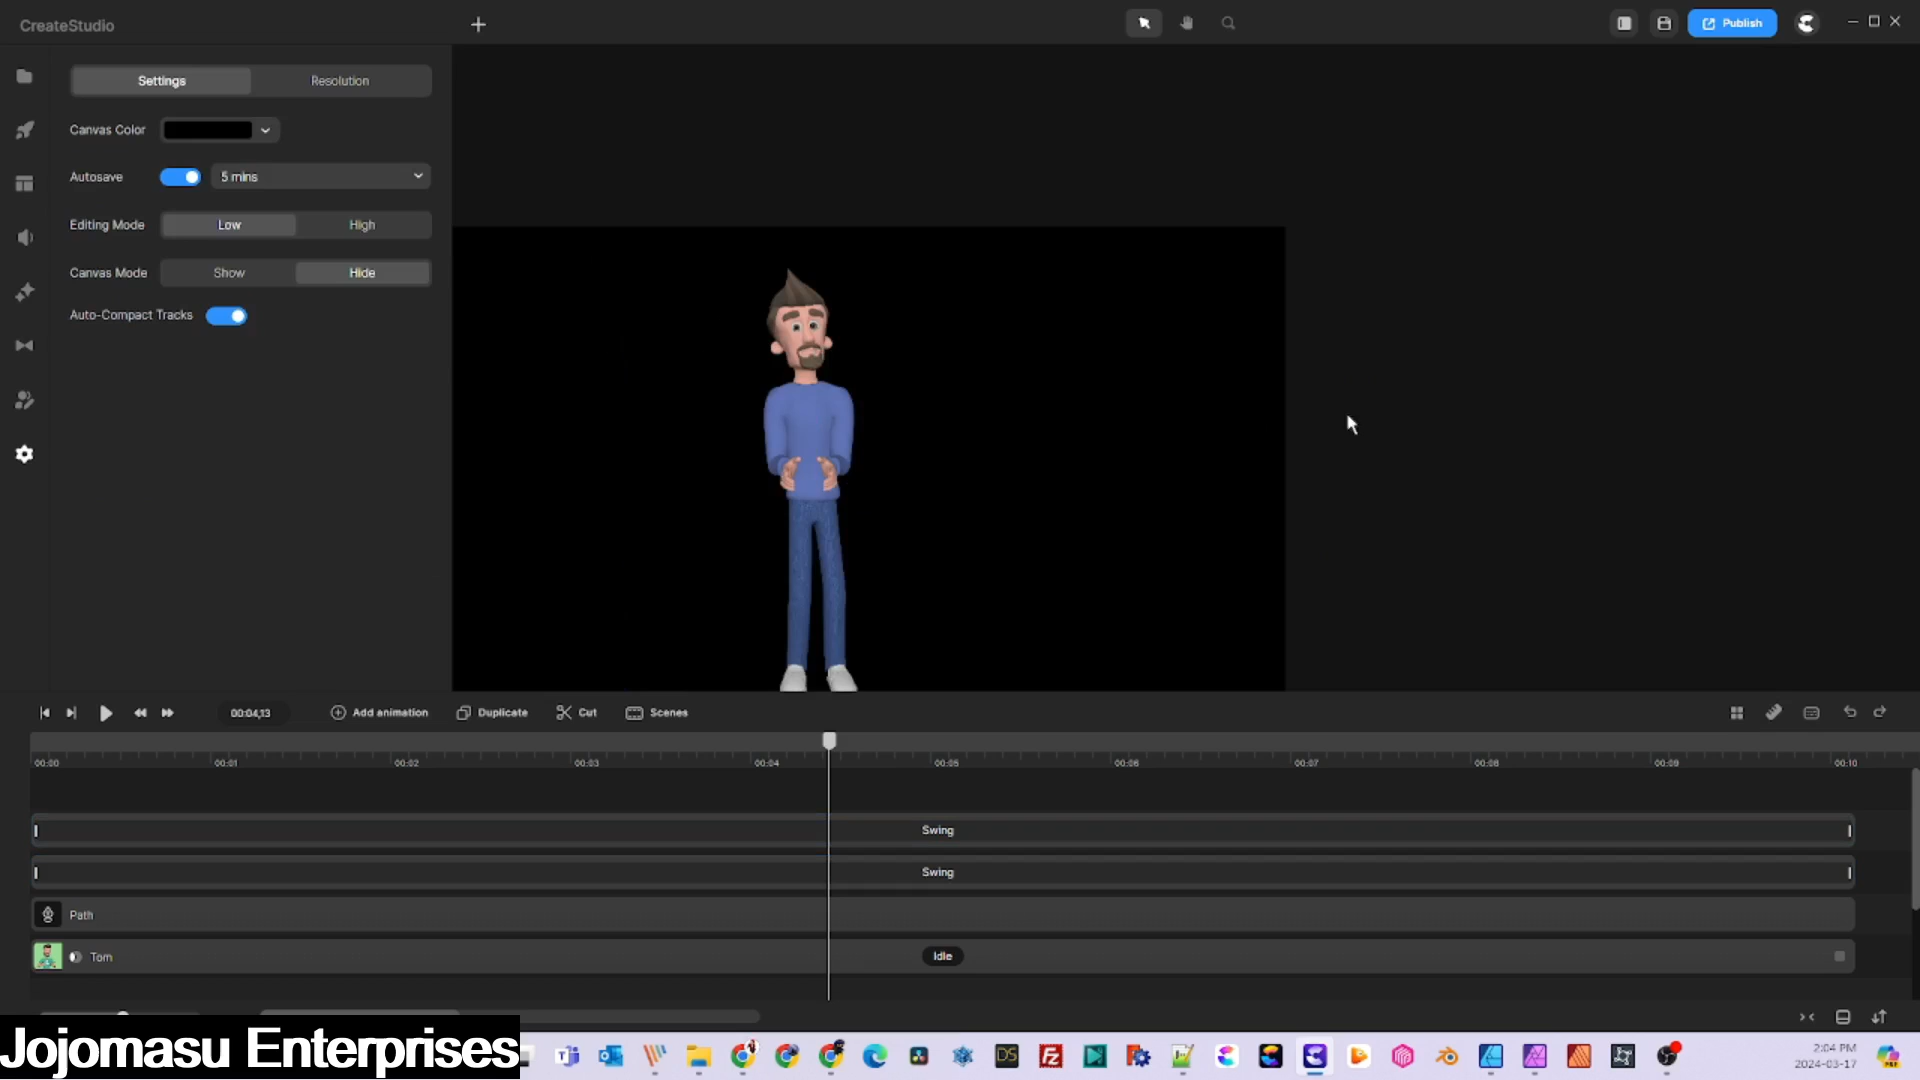 CreateStudio
Publish
Settings
Resolution
Canvas Color
Autosave
5 mins
Editing Mode
Low
High
Canvas Mode
Show
Hide
Auto-Compact Tracks
00:04,13
Add animation
Duplicate
Cut
Scenes
00:00
00:01
00:02
00:03
00:04
00:05
00:06
00:07
00:08
00:09
00:10
Swing
Swing
Path
Tom
Idle
Jojomasu Enterprises
DS
FZ
2:04 PM
2024-03-17